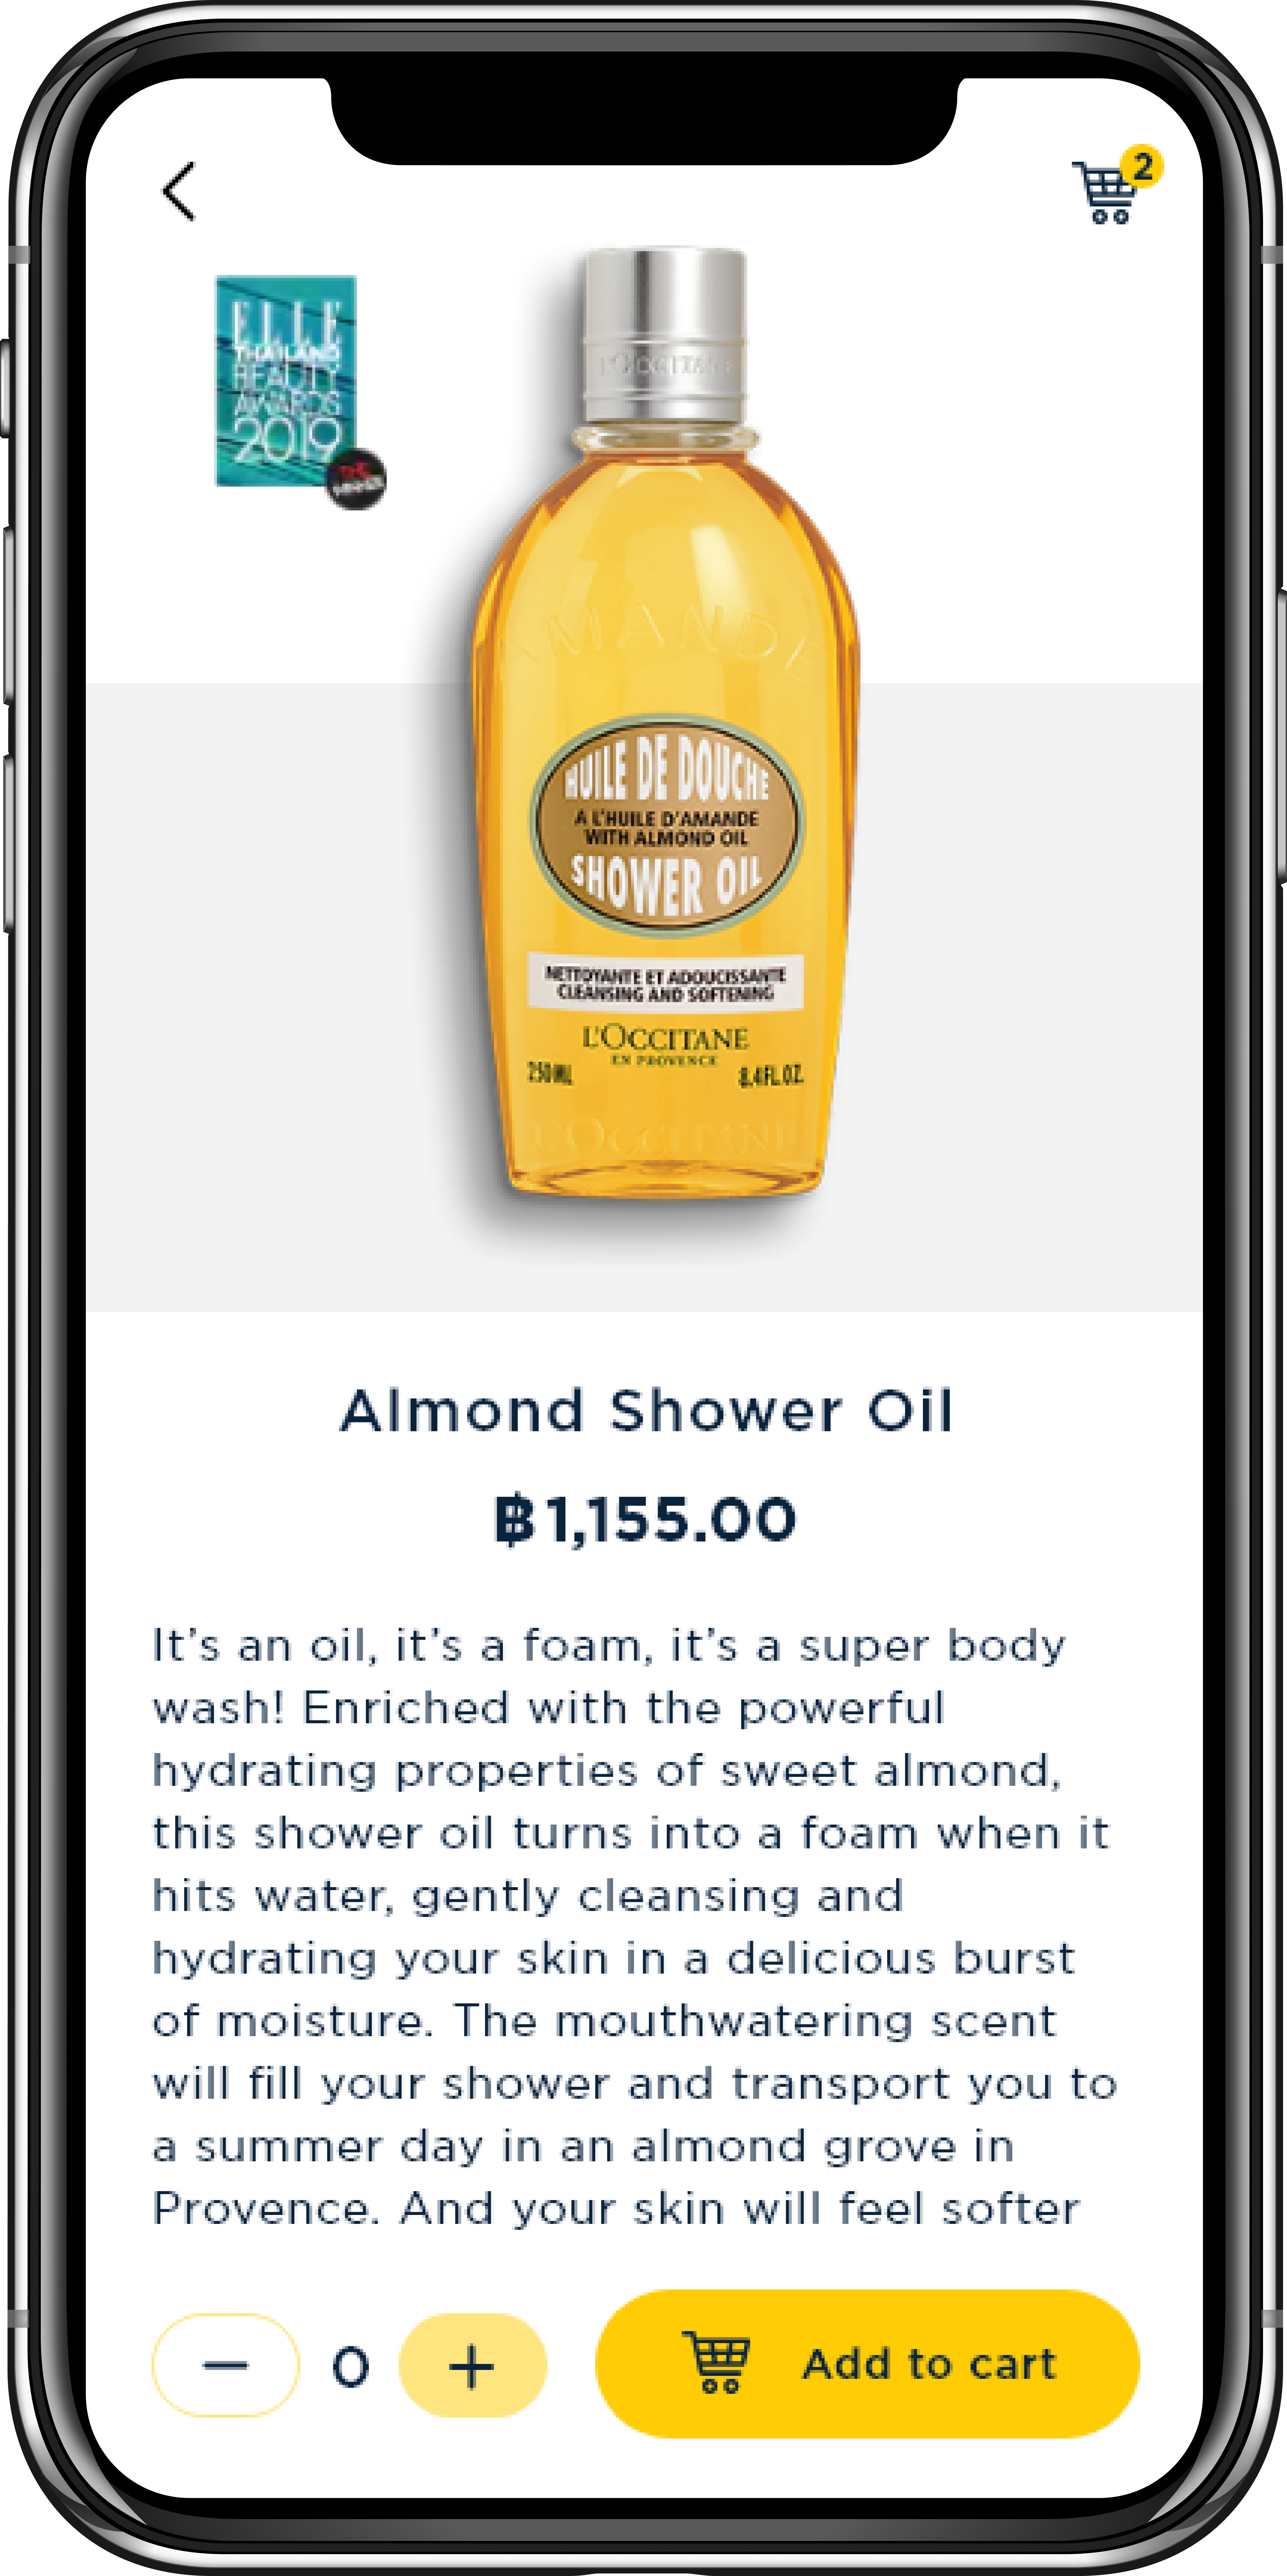 2
ELLE
THAILAND
BEAUTY
AWARDS
2019
THE
WINNER
L'OCCITANE
AMANDE
HUILE DE DOUCHE
A L'HUILE D'AMANDE
WITH ALMOND OIL
SHOWER OIL
NETTOYANTE ET ADOUCISSANTE
CLEANSING AND SOFTENING
L'OCCITANE
EN PROVENCE
250ML 8.4FL.OZ.
L'OCCITANE
Almond Shower Oil
฿1,155.00
It’s an oil, it’s a foam, it’s a super body
wash! Enriched with the powerful
hydrating properties of sweet almond,
this shower oil turns into a foam when it
hits water, gently cleansing and
hydrating your skin in a delicious burst
of moisture. The mouthwatering scent
will fill your shower and transport you to
a summer day in an almond grove in
Provence. And your skin will feel softer
0
Add to cart